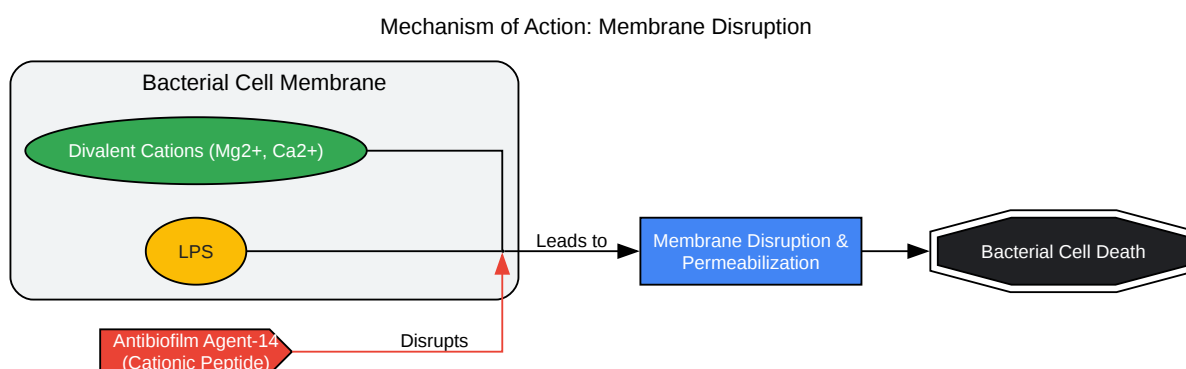 Mechanism of Action: Membrane Disruption
Bacterial Cell Membrane
Divalent Cations (Mg2+, Ca2+)
LPS
Leads to
Membrane Disruption &
Permeabilization
Bacterial Cell Death
Antibiofilm Agent-14
(Cationic Peptide)
Disrupts